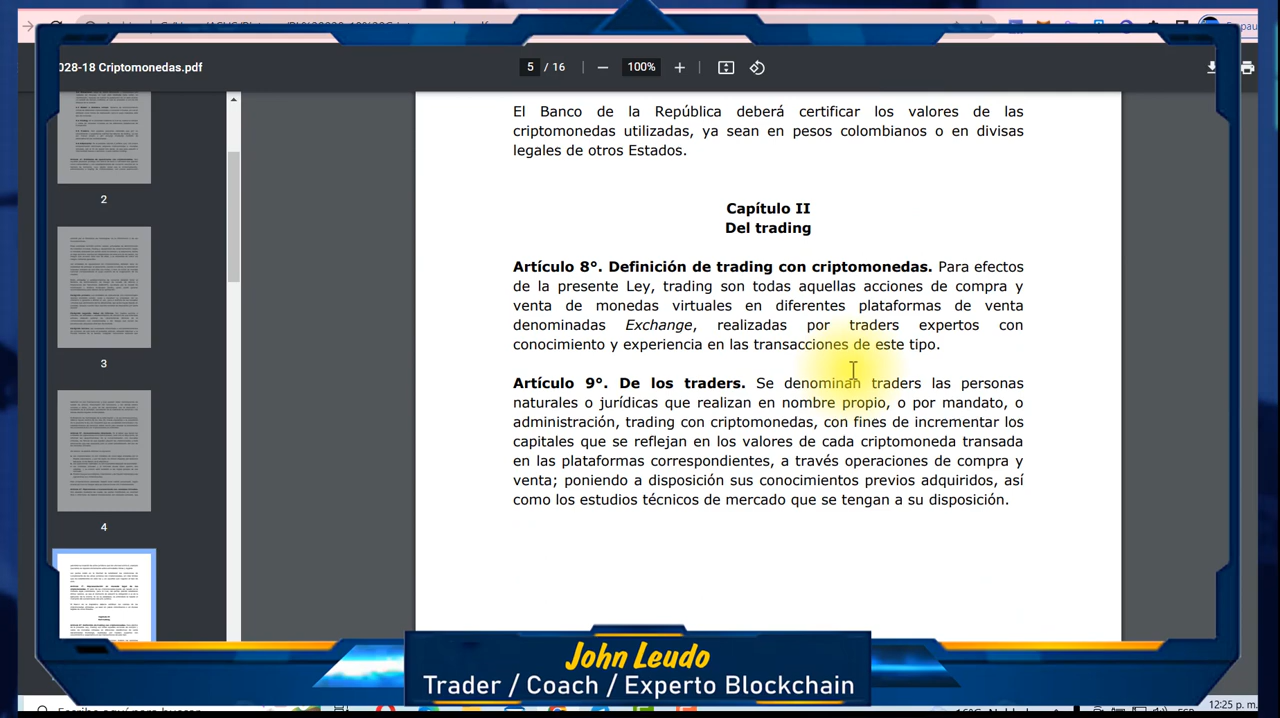 028-18 Criptomonedas.pdf
5 / 16
100%
El Banco de la República deberá certificar los valores de las
criptomonedas utilizadas, ya sean en pesos colombianos o en divisas
legales de otros Estados.
Capítulo II
Del trading
Artículo 8°. Definición de trading con criptomonedas. Para efectos
de la presente Ley, trading son todas aquellas acciones de compra y
venta de monedas virtuales en diferentes plataformas de venta
denominadas Exchange, realizadas por traders expertos con
conocimiento y experiencia en las transacciones de este tipo.
Artículo 9°. De los traders. Se denominan traders las personas
naturales o jurídicas que realizan en nombre propio, o por mandato, o
administración, trading con criptomonedas, con fines de incrementar los
capitales que se reflejan en los valores de cada criptomoneda transada
en las plataformas correspondientes, a través operaciones de compra y
venta, poniendo a disposición sus conocimientos previos adquiridos, así
como los estudios técnicos de mercado que se tengan a su disposición.
2
3
4
John Leudo
Trader / Coach / Experto Blockchain
12:25 p. m.